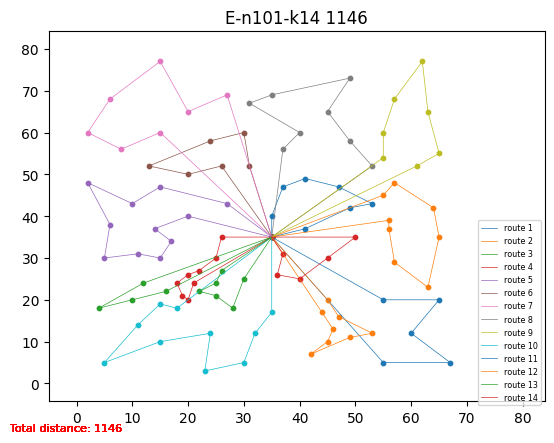 E-n101-k14 1146
80
70
60
50
40
30
20
10
0
0 10 20 30 40 50 60 70 80
route 1
route 2
route 3
route 4
route 5
route 6
route 7
route 8
route 9
route 10
route 11
route 12
route 13
route 14
Total distance: 1146